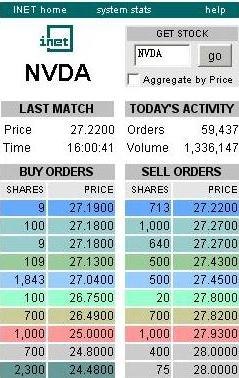 INET home system stats help
inet
GET STOCK
NVDA go
NVDA
Aggregate by Price
LAST MATCH TODAY'S ACTIVITY
Price 27.2200 Orders 59,437
Time 16:00:41 Volume 1,336,147
BUY ORDERS SELL ORDERS
SHARES PRICE SHARES PRICE
9 27.1900 713 27.2200
100 27.1800 1,000 27.2700
9 27.1800 640 27.2700
109 27.1300 500 27.4300
1,843 27.0400 500 27.4500
100 26.7500 20 27.8000
700 26.4900 700 27.8200
1,000 25.0000 1,000 27.9300
700 24.8000 400 28.0000
2,300 24.4800 75 28.0000